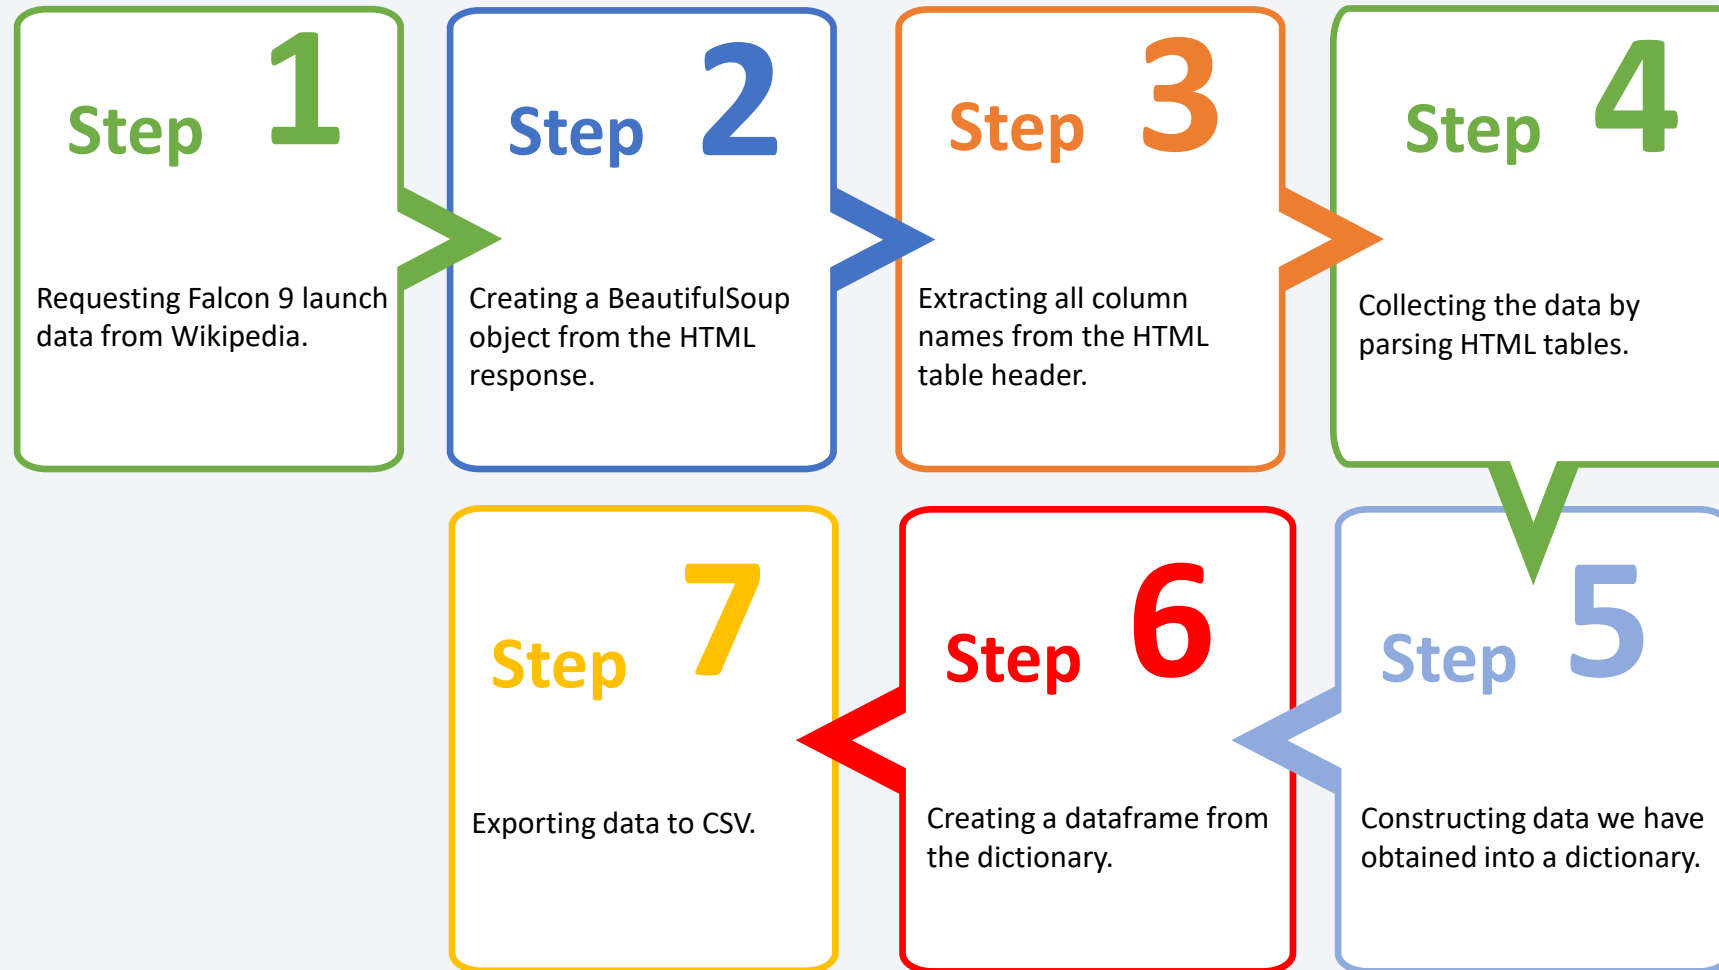 Step 1
Requesting Falcon 9 launch
data from Wikipedia.
Step 2
Creating a BeautifulSoup
object from the HTML
response.
Step 3
Extracting all column
names from the HTML
table header.
Step 4
Collecting the data by
parsing HTML tables.
Step 5
Constructing data we have
obtained into a dictionary.
Step 6
Creating a dataframe from
the dictionary.
Step 7
Exporting data to CSV.